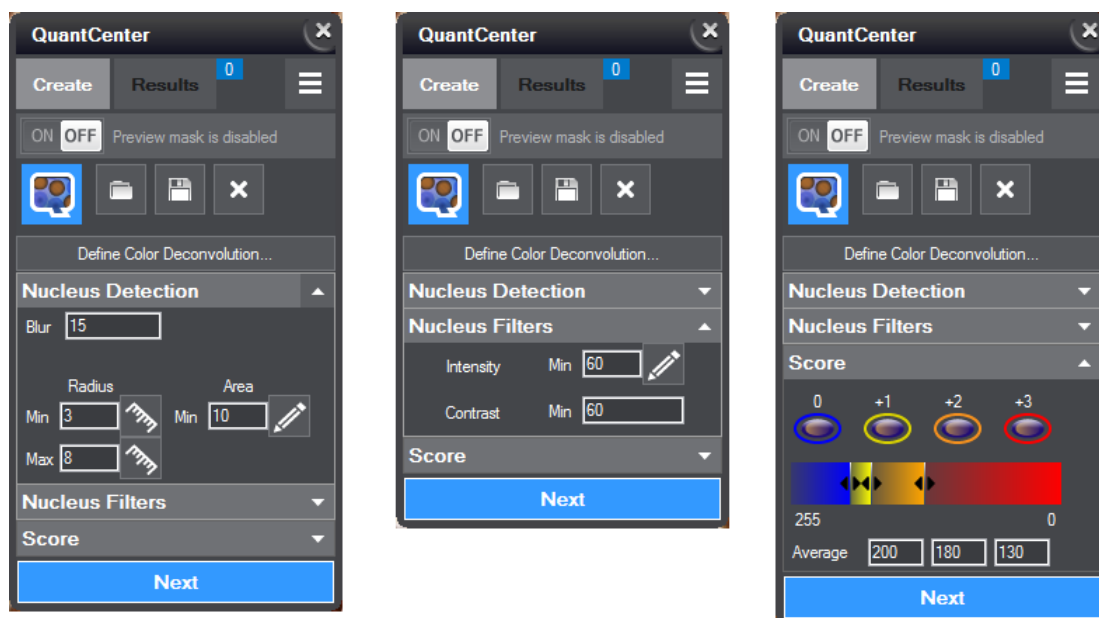 QuantCenter
Create Results 0
ON OFF Preview mask is disabled
Define Color Deconvolution...
Nucleus Detection
Blur 15
Radius Area
Min 3 Min 10
Max 8
Nucleus Filters
Score
Next
QuantCenter
Create Results 0
ON OFF Preview mask is disabled
Define Color Deconvolution...
Nucleus Detection
Nucleus Filters
Intensity Min 60
Contrast Min 60
Score
Next
QuantCenter
Create Results 0
ON OFF Preview mask is disabled
Define Color Deconvolution...
Nucleus Detection
Nucleus Filters
Score
0 +1 +2 +3
255 0
Average 200 180 130
Next